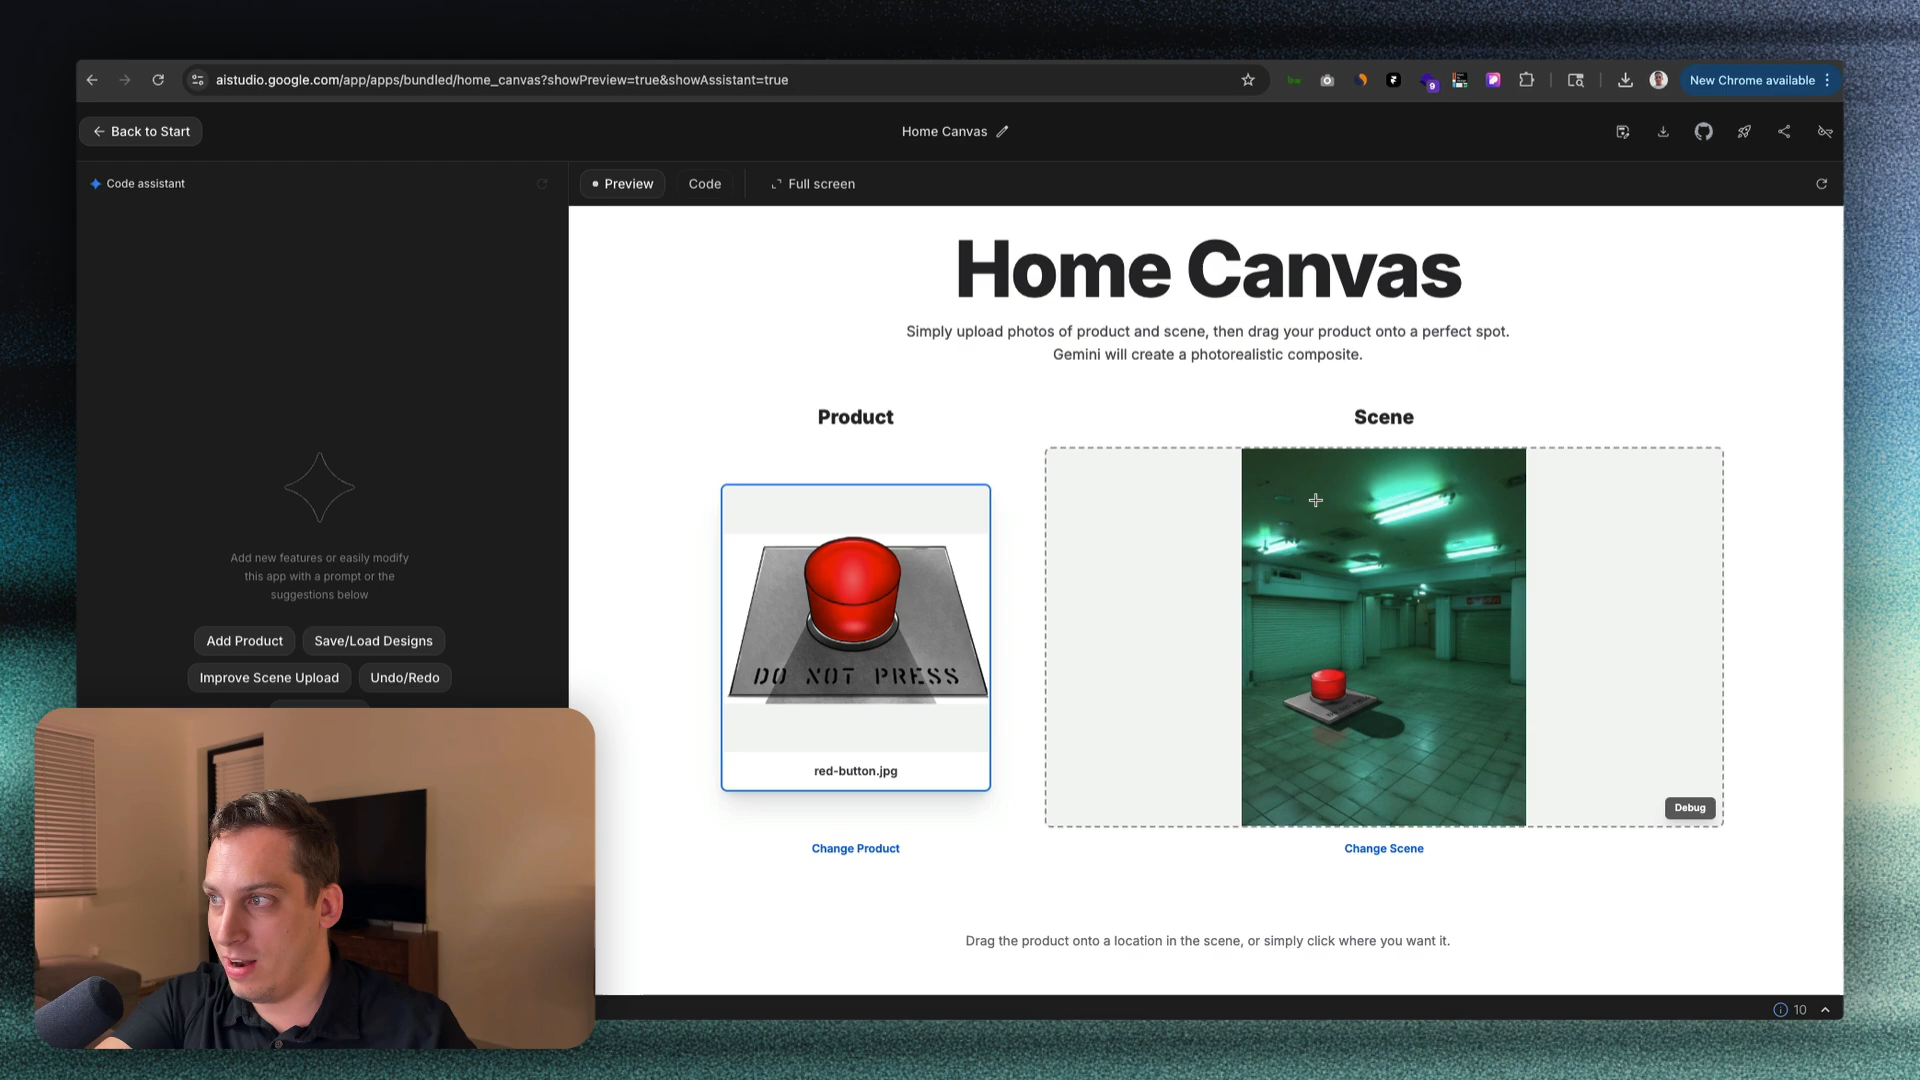 aistudio.google.com/app/apps/bundled/home_canvas?showPreview=true&showAssistant=true
9
New Chrome available
Back to Start
Home Canvas
Code assistant
Preview
Code
Full screen
Home Canvas
Simply upload photos of product and scene, then drag your product onto a perfect spot.
Gemini will create a photorealistic composite.
Product
Scene
Add new features or easily modify
this app with a prompt or the
suggestions below
Add Product
Save/Load Designs
Improve Scene Upload
Undo/Redo
DO NOT PRESS
red-button.jpg
Debug
Change Product
Change Scene
Drag the product onto a location in the scene, or simply click where you want it.
10